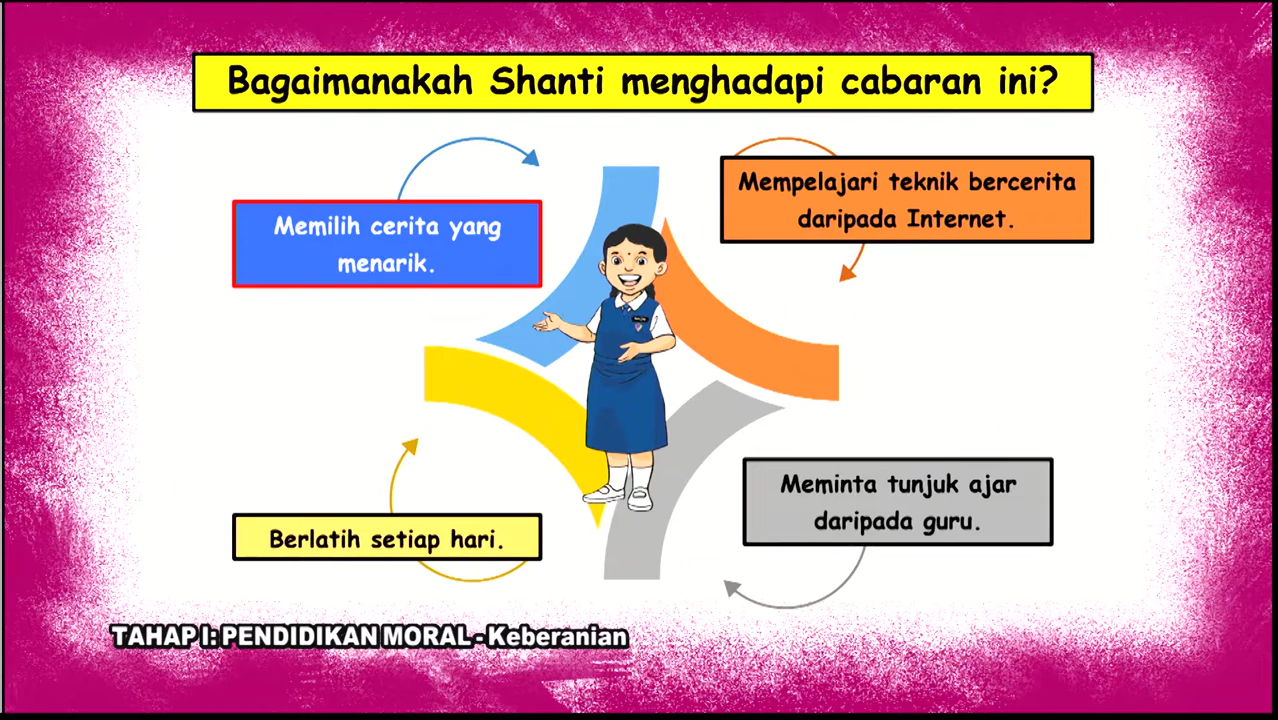 Bagaimanakah Shanti menghadapi cabaran ini?
Memilih cerita yang
menarik.
Mempelajari teknik bercerita
daripada Internet.
Meminta tunjuk ajar
daripada guru.
Berlatih setiap hari.
TAHAP I: PENDIDIKAN MORAL - Keberanian